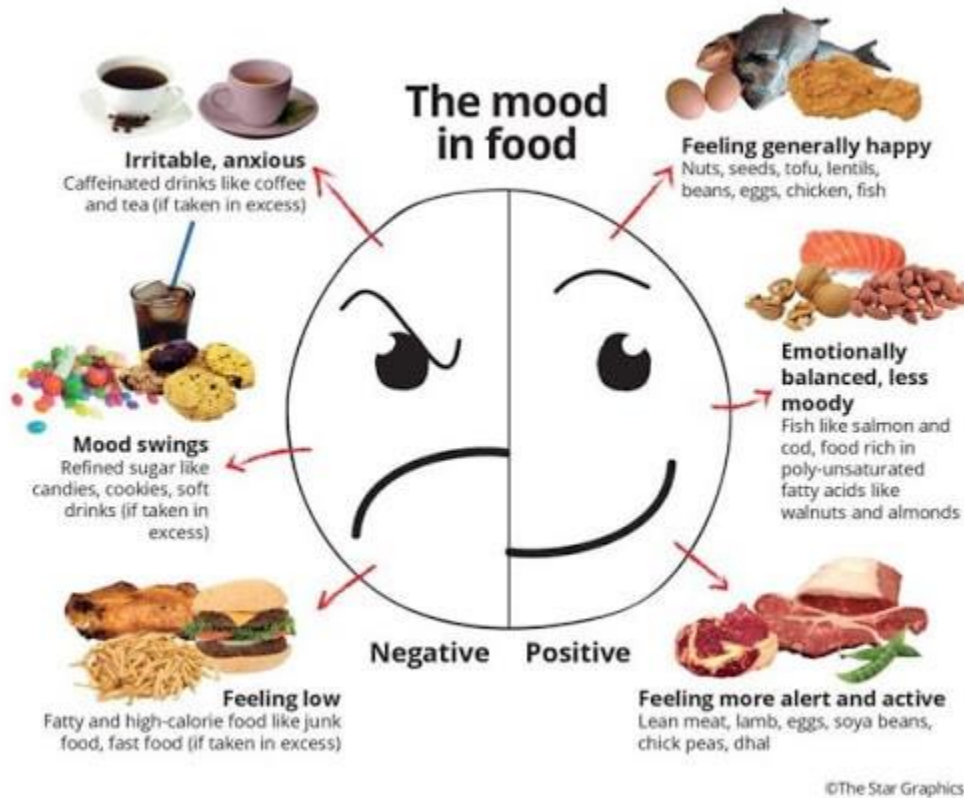 The mood
in food
Irritable, anxious
Caffeinated drinks like coffee
and tea (if taken in excess)
Mood swings
Refined sugar like
candies, cookies, soft
drinks (if taken in
excess)
Feeling low
Fatty and high-calorie food like junk
food, fast food (if taken in excess)
Negative
Positive
Feeling generally happy
Nuts, seeds, tofu, lentils,
beans, eggs, chicken, fish
Emotionally
balanced, less
moody
Fish like salmon and
cod, food rich in
poly-unsaturated
fatty acids like
walnuts and almonds
Feeling more alert and active
Lean meat, lamb, eggs, soya beans,
chick peas, dhal
©The Star Graphics